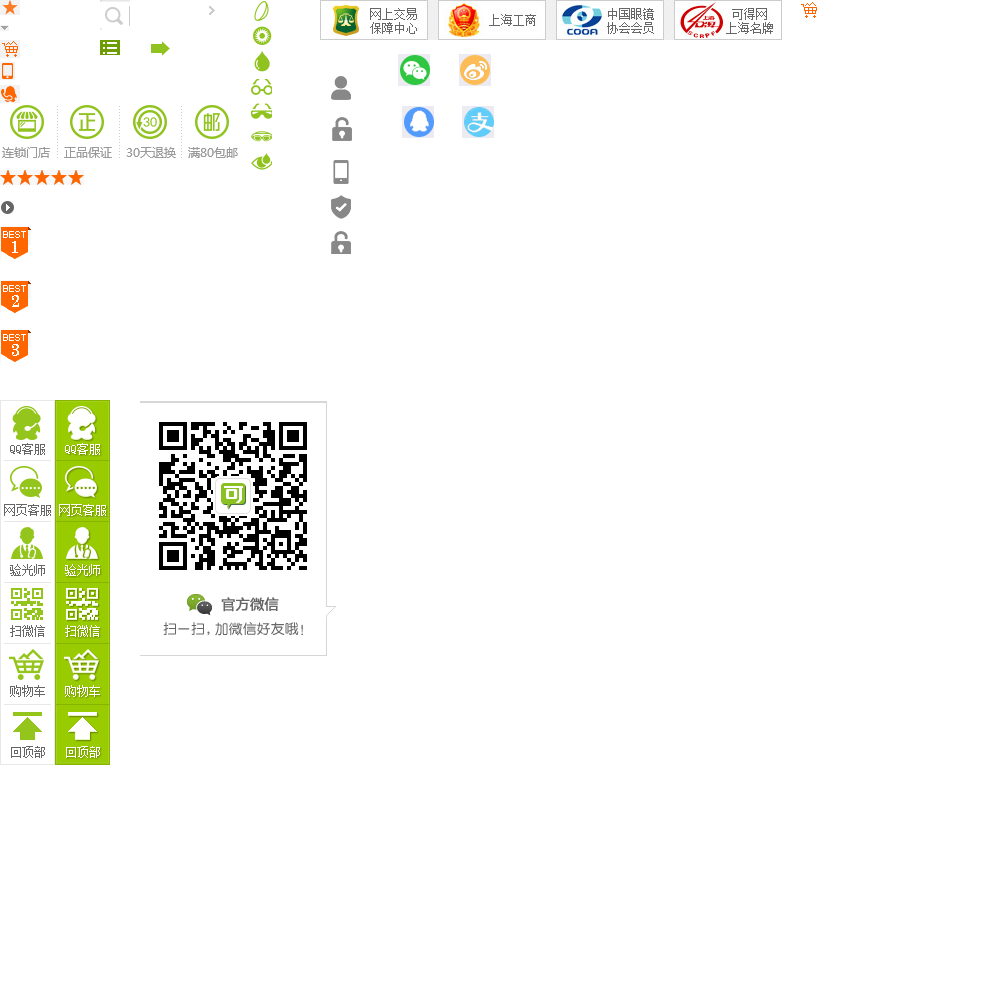 网上交易
保障中心
上海工商
中国眼镜
协会会员
COOA
可得网
上海名牌
SCRPF
正
30
邮
连锁门店
正品保证
30天退换
满80包邮
支
BEST
1
BEST
2
BEST
3
QQ客服
QQ客服
网页客服
网页客服
验光师
验光师
扫微信
扫微信
购物车
购物车
回顶部
回顶部
可
官方微信
扫一扫，加微信好友哦！